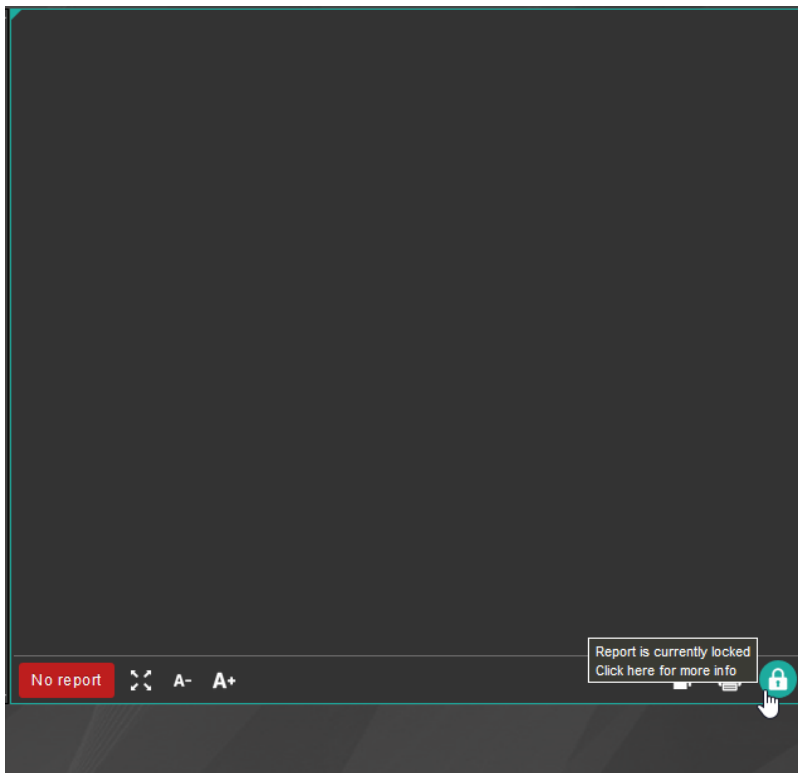 Report is currently locked
Click here for more info
No report
A-
A+